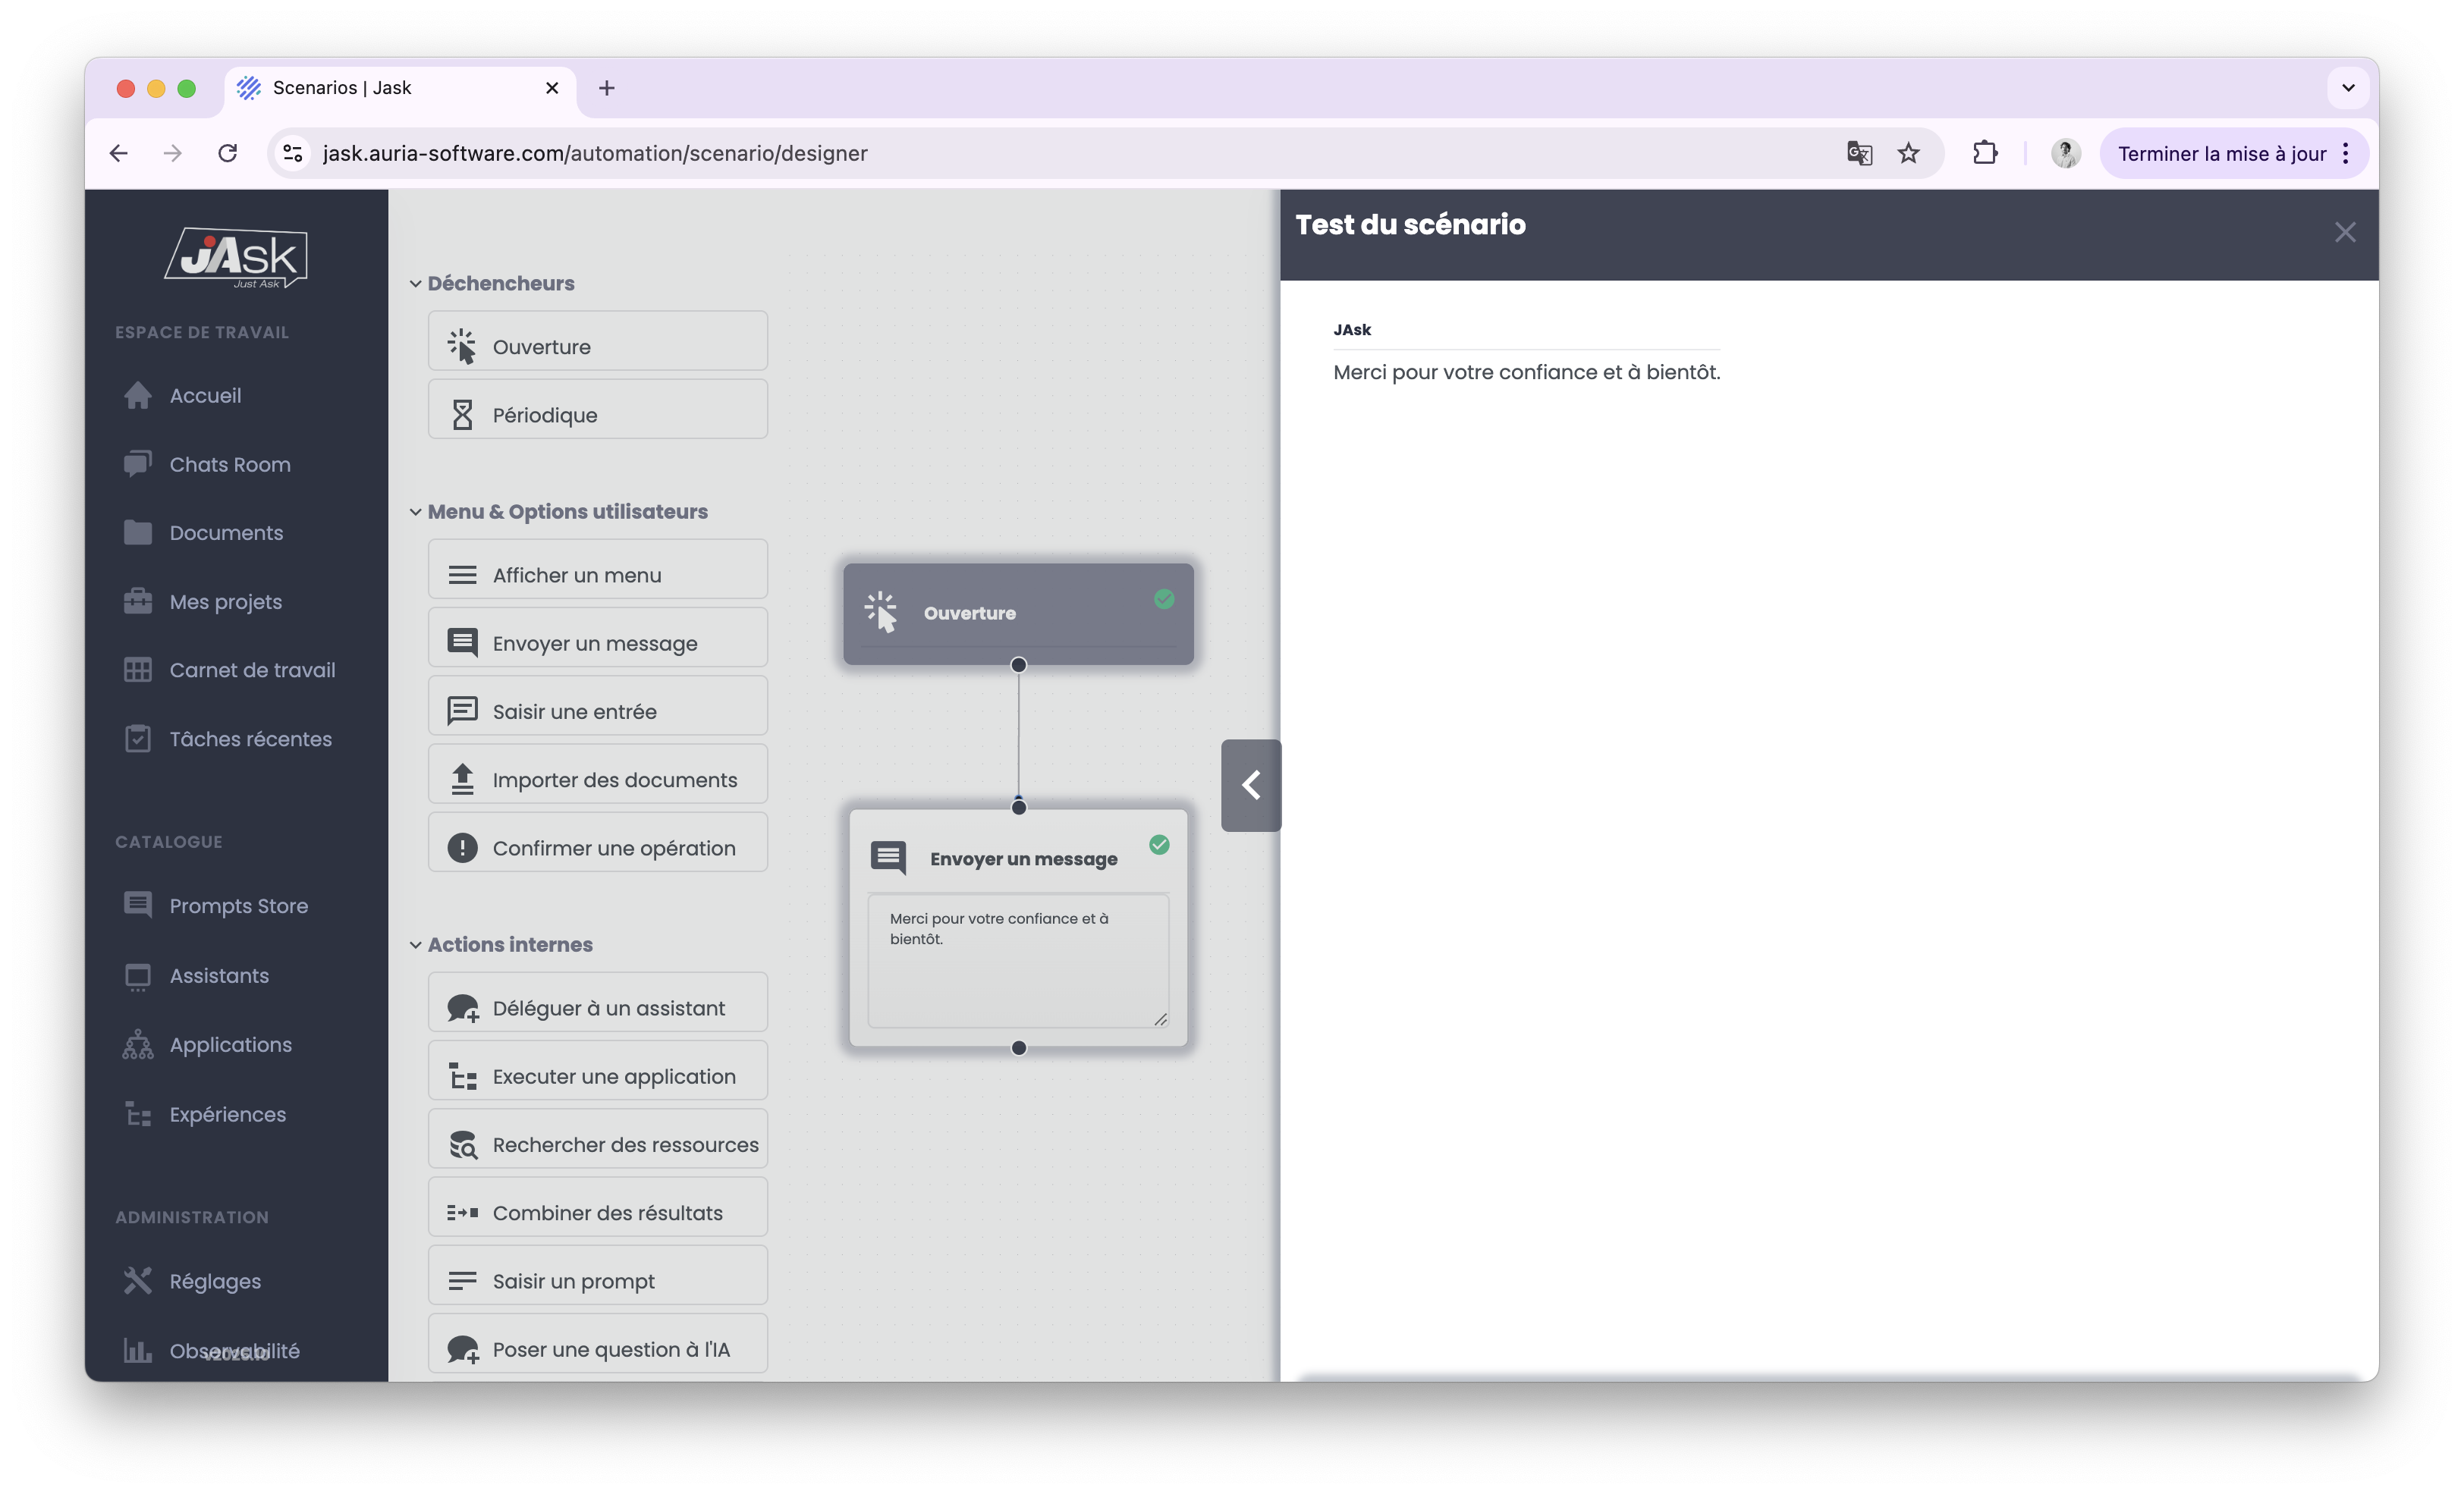 Scenarios | Jask
jask.auria-software.com/automation/scenario/designer
Terminer la mise à jour
jAsk
Just Ask
ESPACE DE TRAVAIL
Accueil
Chats Room
Documents
Mes projets
Carnet de travail
Tâches récentes
CATALOGUE
Prompts Store
Assistants
Applications
Expériences
ADMINISTRATION
Réglages
Observabilité
Déchencheurs
Ouverture
Périodique
Menu & Options utilisateurs
Afficher un menu
Envoyer un message
Saisir une entrée
Importer des documents
Confirmer une opération
Actions internes
Déléguer à un assistant
Executer une application
Rechercher des ressources
Combiner des résultats
Saisir un prompt
Poser une question à l'IA
Ouverture
Envoyer un message
Merci pour votre confiance et à
bientôt.
Test du scénario
JAsk
Merci pour votre confiance et à bientôt.